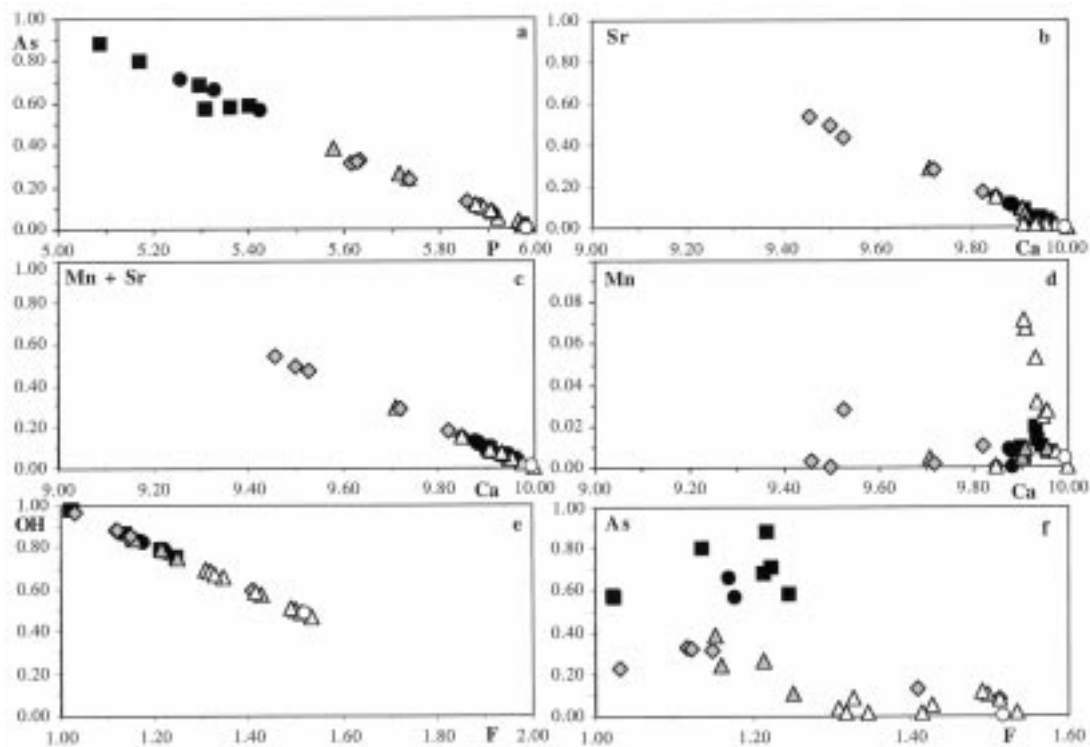 1.00 As 0.80 0.60 0.40 0.20 0.00 a
5.00 5.20 5.40 5.60 5.80 P 6.00
1.00 Sr 0.80 0.60 0.40 0.20 0.00 b
9.00 9.20 9.40 9.60 9.80 Ca 10.00
1.00 Mn + Sr 0.80 0.60 0.40 0.20 0.00 c
9.00 9.20 9.40 9.60 9.80 Ca 10.00
Mn 0.08 0.06 0.04 0.02 0.00 d
9.00 9.20 9.40 9.60 9.80 Ca 10.00
1.00 OH 0.80 0.60 0.40 0.20 0.00 e
1.00 1.20 1.40 1.60 1.80 F 2.00
1.00 As 0.80 0.60 0.40 0.20 0.00 f
1.00 1.20 1.40 F 1.60